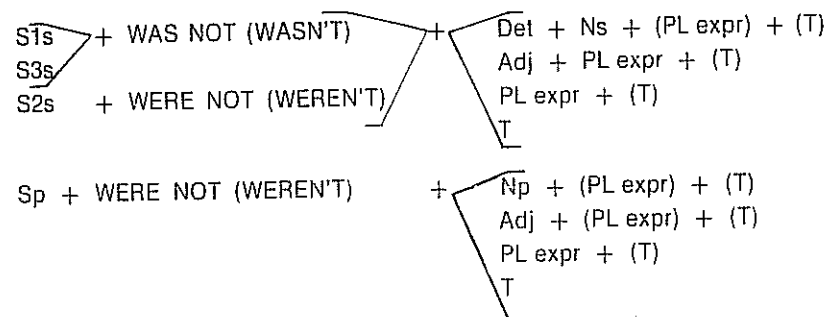 S1s + WAS NOT (WASN'T) + Det + Ns + (PL expr) + (T)
S3s Adj + PL expr + (T)
S2s + WERE NOT (WEREN'T) PL expr + (T)
T
Sp + WERE NOT (WEREN'T) + Np + (PL expr) + (T)
Adj + (PL expr) + (T)
PL expr + (T)
T